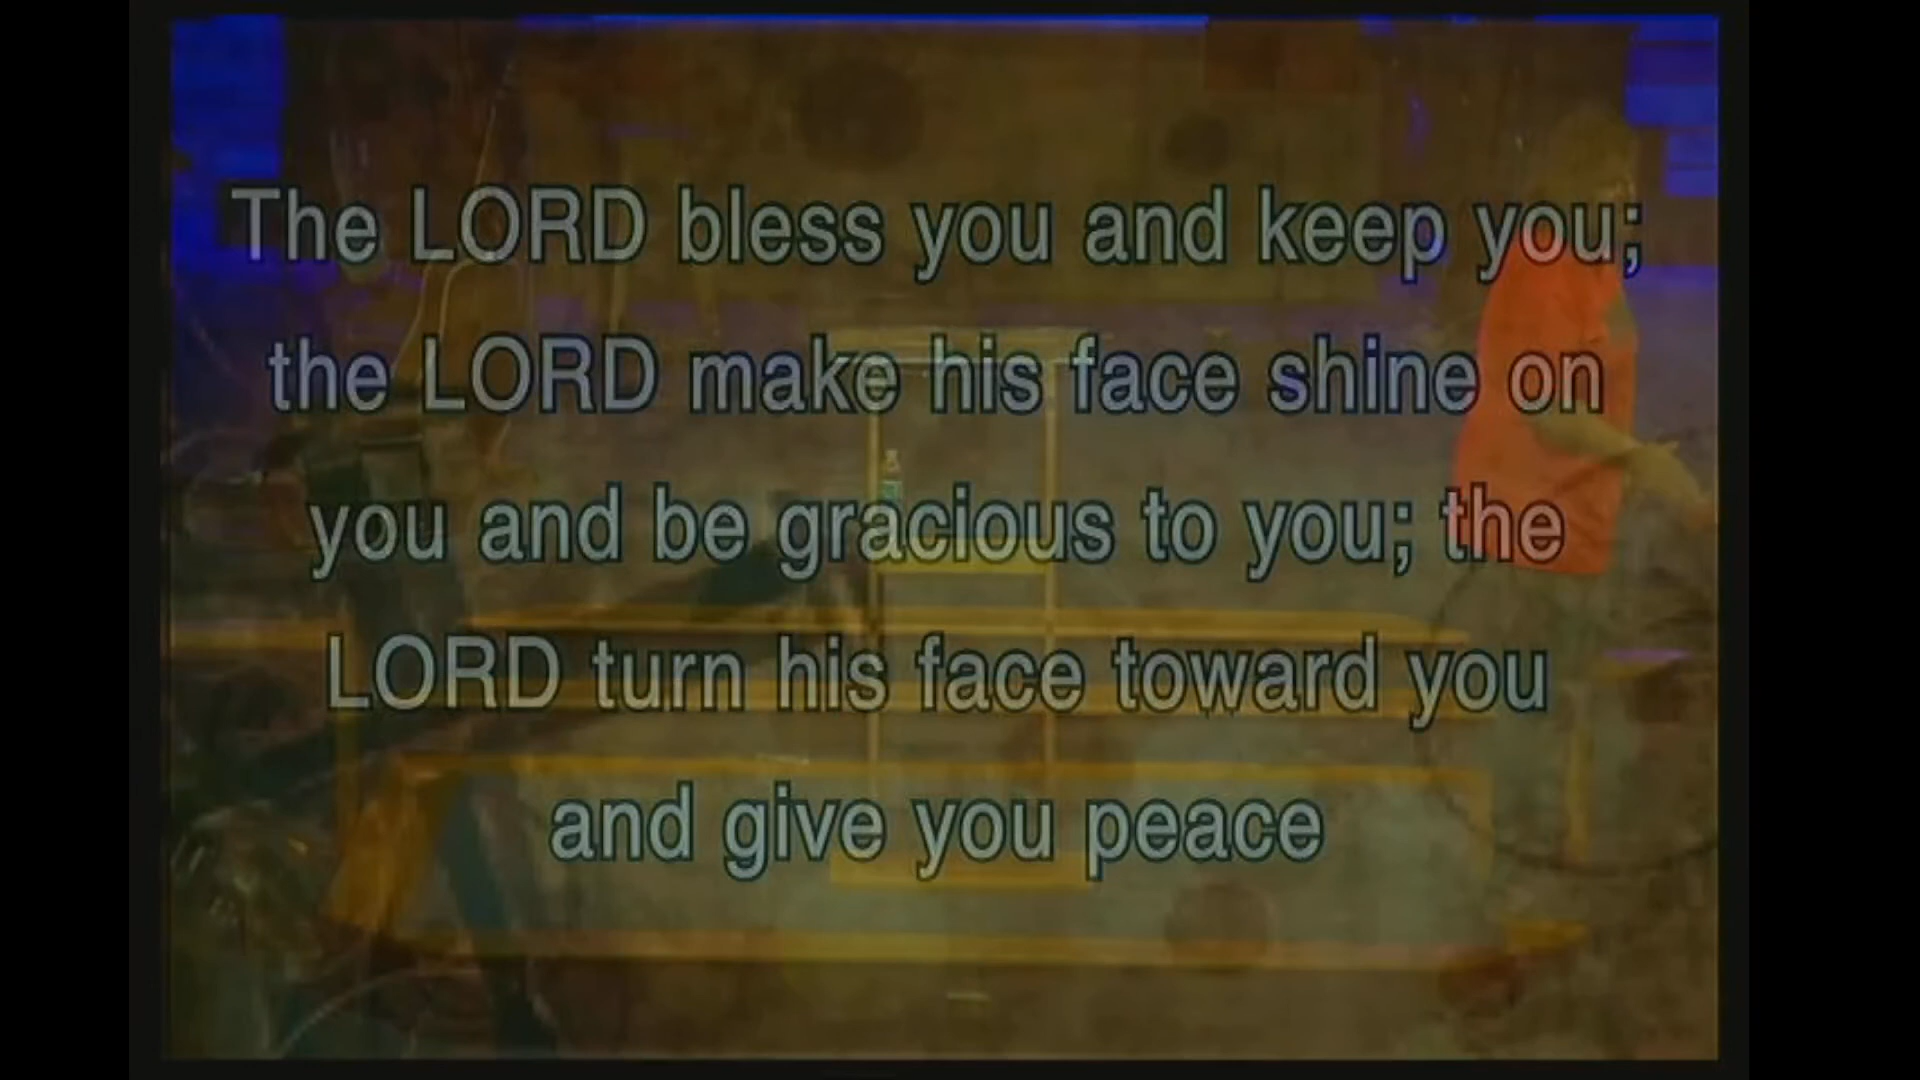 The LORD bless you and keep you;
the LORD make his face shine on
you and be gracious to you; the
LORD turn his face toward you
and give you peace